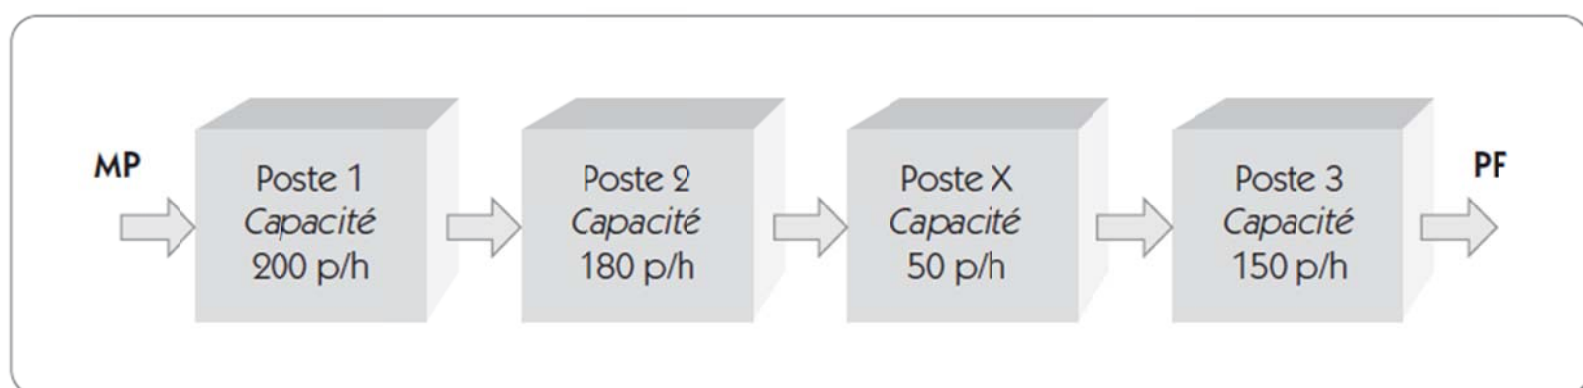 MP
Poste 1
Capacité
200 p/h
Poste 2
Capacité
180 p/h
Poste X
Capacité
50 p/h
Poste 3
Capacité
150 p/h
PF